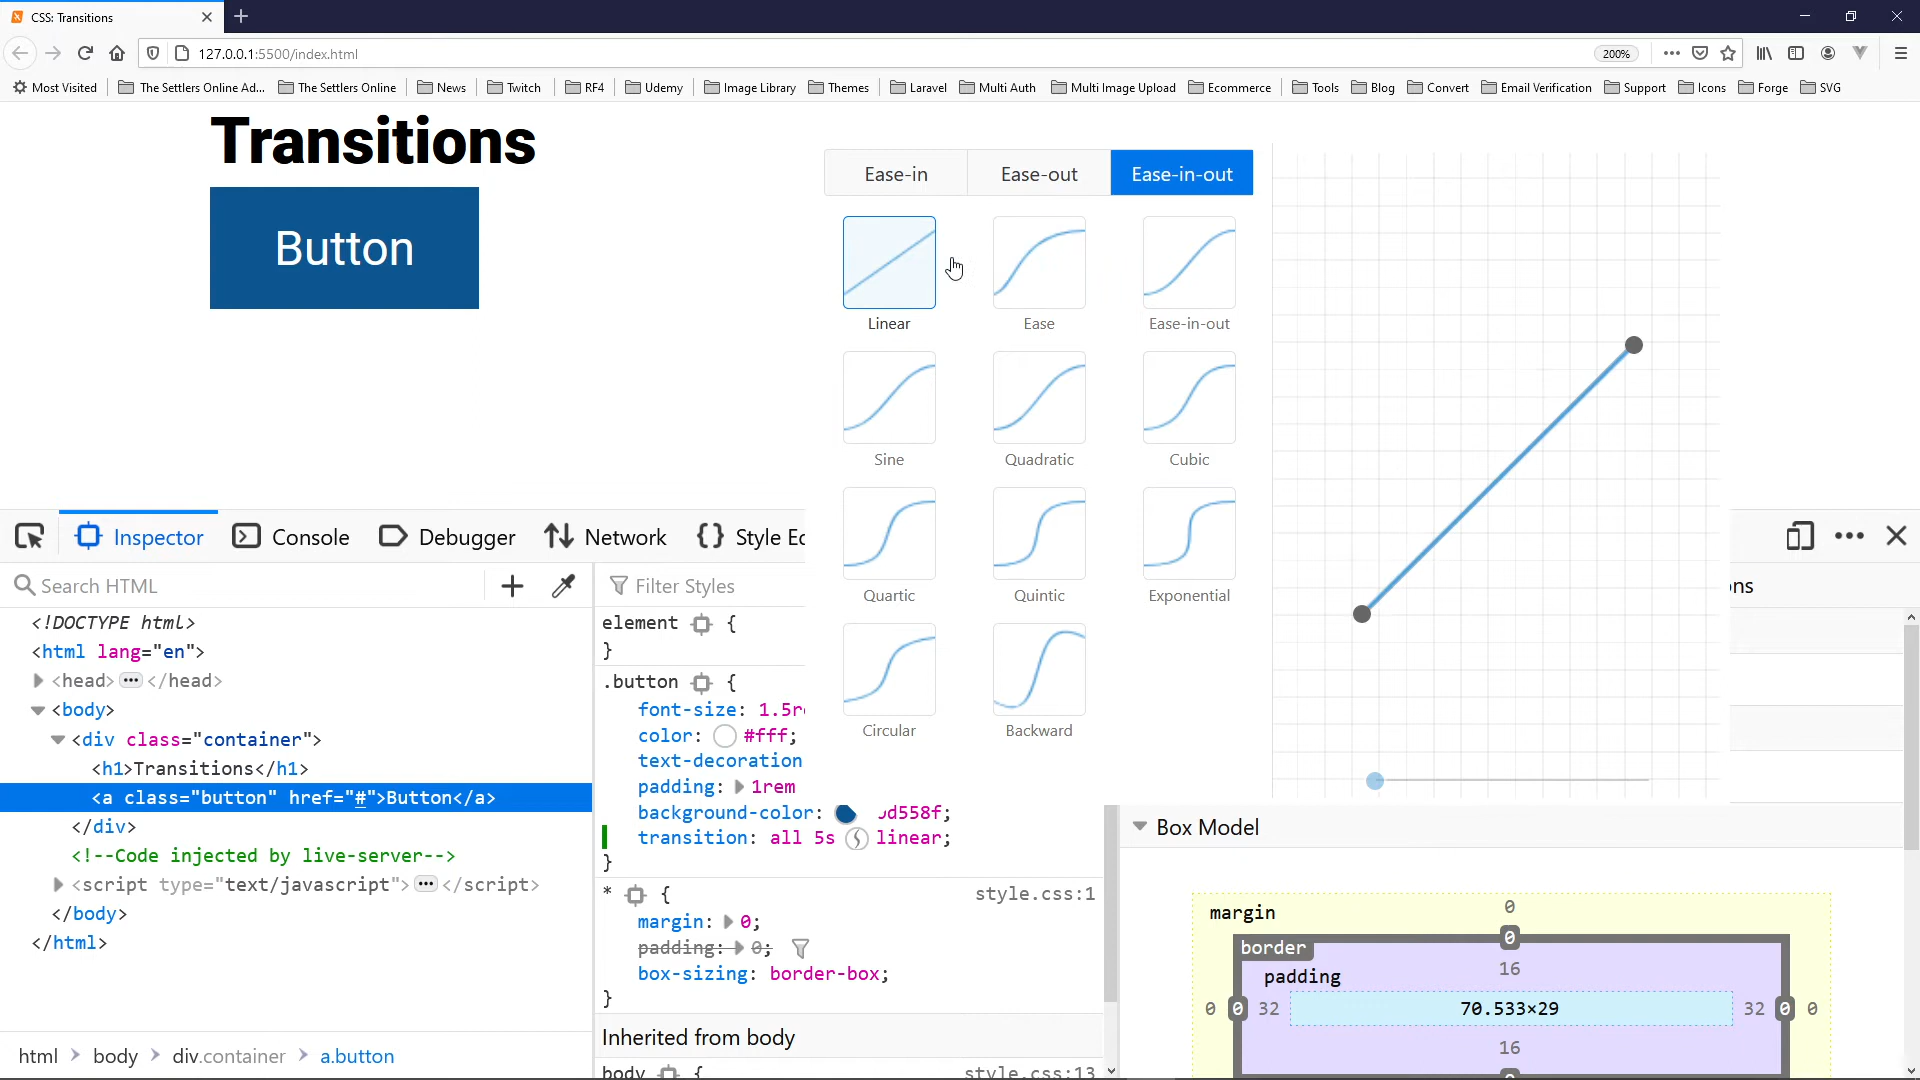 CSS: Transitions
127.0.0.1:5500/index.html
200%
Most Visited
The Settlers Online Ad...
The Settlers Online
News
Twitch
RF4
Udemy
Image Library
Themes
Laravel
Multi Auth
Multi Image Upload
Ecommerce
Tools
Blog
Convert
Email Verification
Support
Icons
Forge
SVG
Transitions
Button
Ease-in
Ease-out
Ease-in-out
Linear
Ease
Ease-in-out
Sine
Quadratic
Cubic
Quartic
Quintic
Exponential
Circular
Backward
Inspector
Console
Debugger
Network
{} Style Ed
Search HTML
<!DOCTYPE html>
<html lang="en">
<head>
</head>
<body>
<div class="container">
<h1>Transitions</h1>
<a class="button" href="#">Button</a>
</div>
<!--Code injected by live-server-->
<script type="text/javascript">
</script>
</body>
</html>
html > body > div.container > a.button
Filter Styles
element {
}
.button {
font-size: 1.5r
color: #fff;
text-decoration
padding: 1rem
background-color: d558f;
transition: all 5s linear;
}
* {
style.css:1
margin: 0;
padding: 0;
box-sizing: border-box;
}
Inherited from body
body {
style.css:13
ns
Box Model
margin
0
border
0
padding
16
0 0 32 70.533×29 32 0 0
16